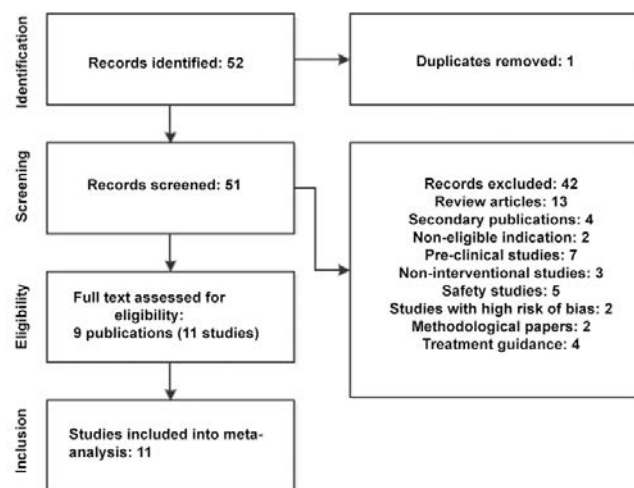 Identification
Records identified: 52
Duplicates removed: 1
Screening
Records screened: 51
Records excluded: 42
Review articles: 13
Secondary publications: 4
Non-eligible indication: 2
Pre-clinical studies: 7
Non-interventional studies: 3
Safety studies: 5
Studies with high risk of bias: 2
Methodological papers: 2
Treatment guidance: 4
Eligibility
Full text assessed for
eligibility:
9 publications (11 studies)
Inclusion
Studies included into meta-
analysis: 11